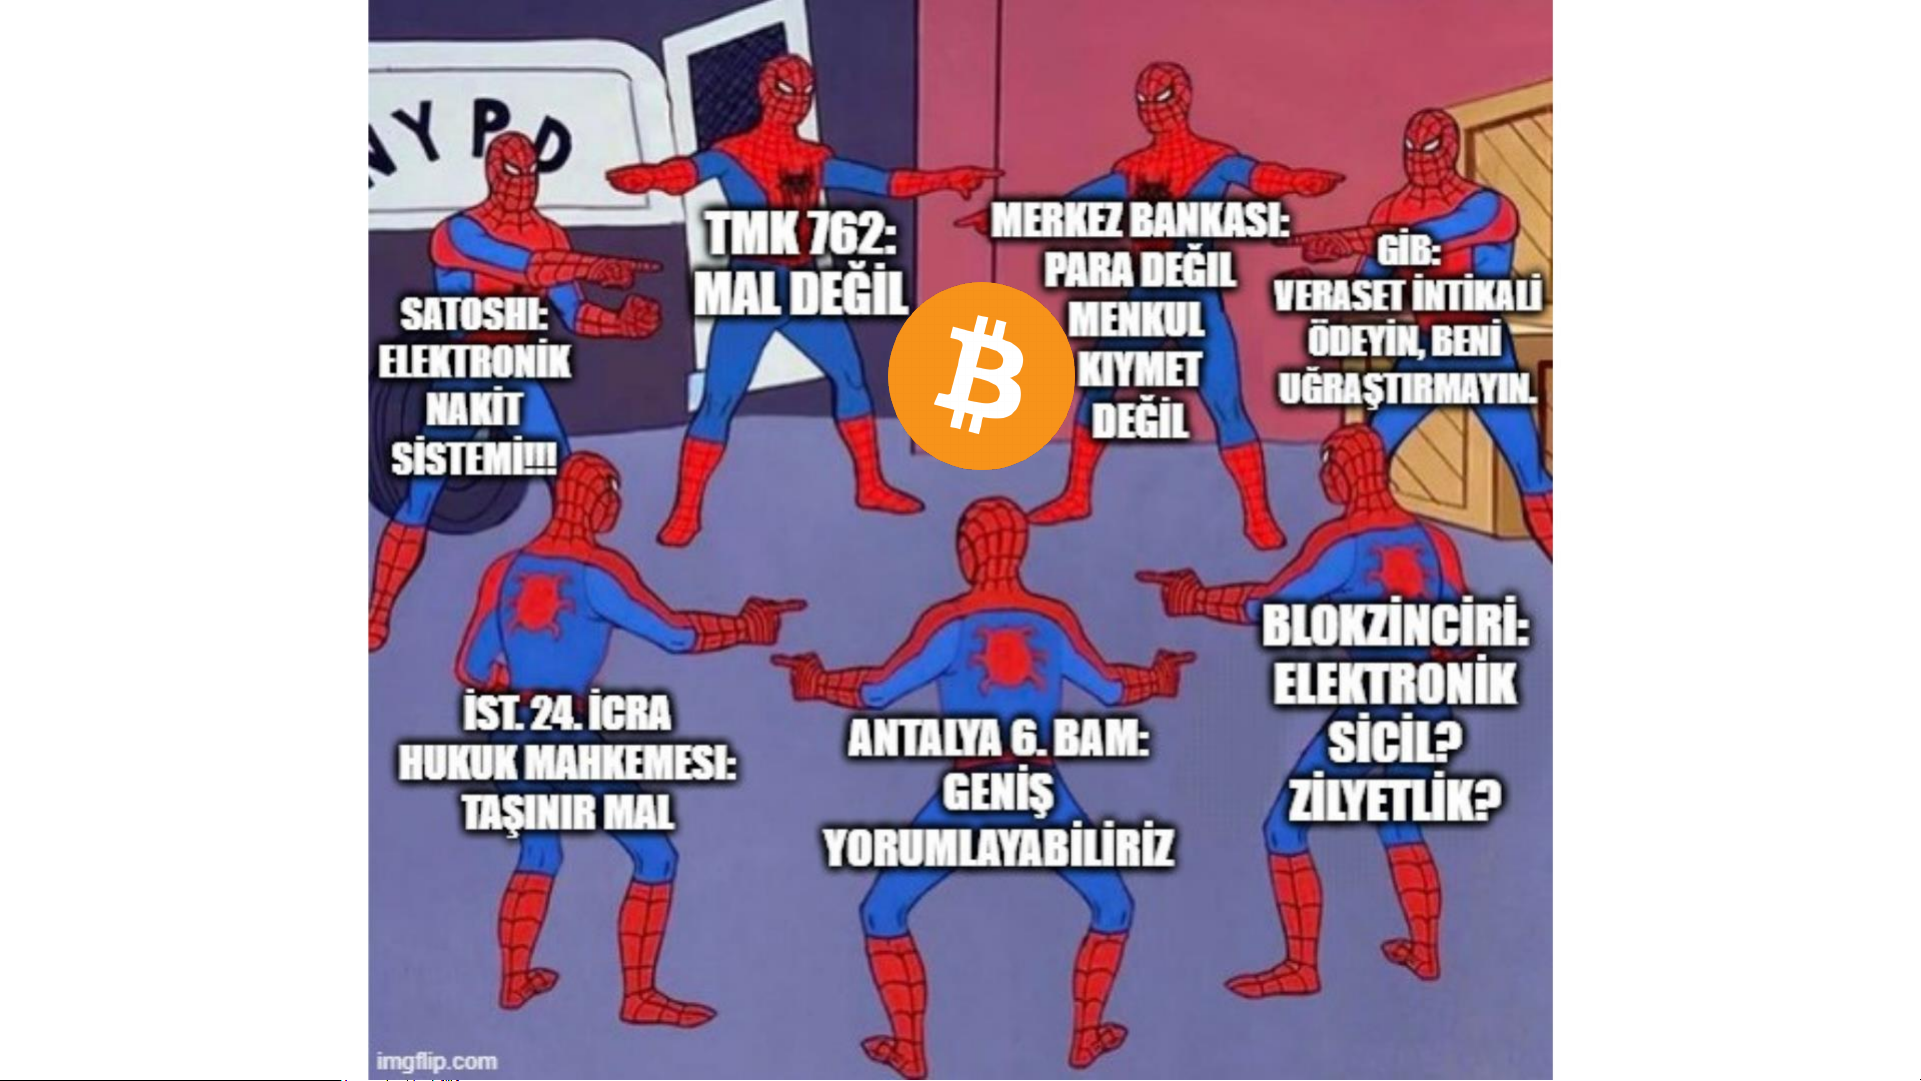 NYPD
SATOSHI:
ELEKTRONİK
NAKİT
SİSTEMİ!!!
TMK 762:
MAL DEĞİL
MERKEZ BANKASI:
PARA DEĞIL
MENKUL
KIYMET
DEĞİL
GİB:
VERASET İNTİKALİ
ÖDEYİN, BENİ
UĞRAŞTIRMAYIN.
İST. 24. İCRA
HUKUK MAHKEMESI:
TAŞINIR MAL
ANTALYA 6. BAM:
GENİŞ
YORUMLAYABİLİRİZ
BLOKZİNCİRİ:
ELEKTRONİK
SİCİL?
ZİLYETLİK?
imgflip.com